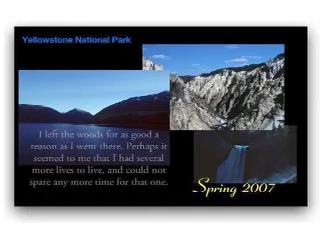 Yellowstone National Park
I left the woods for as good a
reason as I went there. Perhaps it
seemed to me that I had several
more lives to live, and could not
spare any more time for that one.
Spring 2007